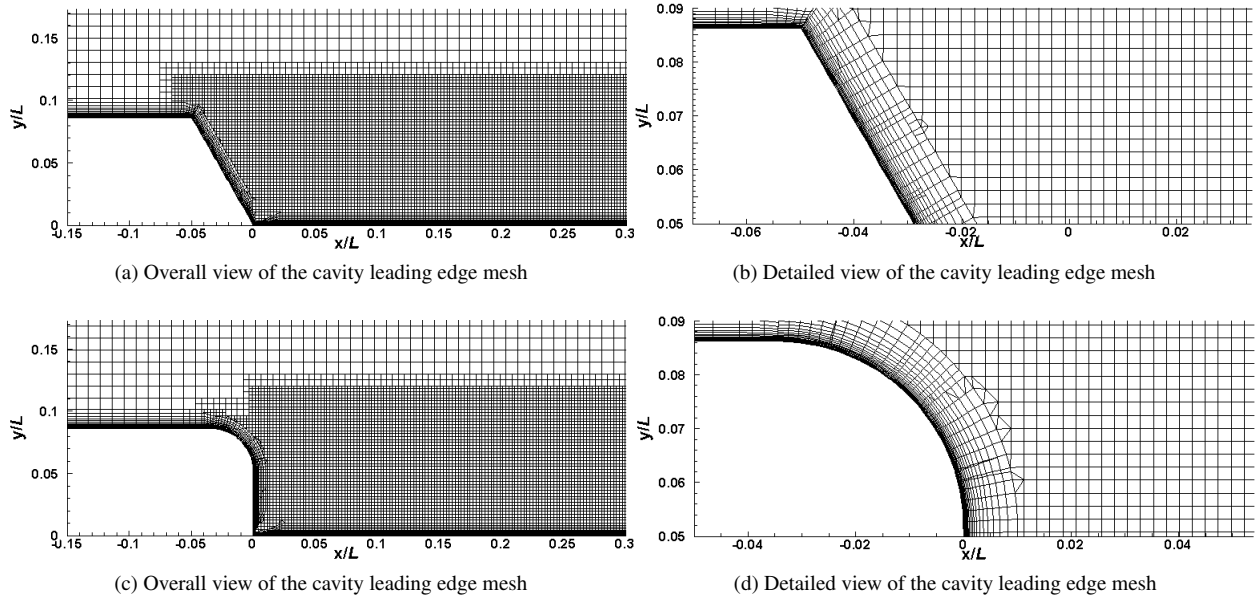 0.15
0.1
0.05
0
y/L
-0.15 -0.1 -0.05 0 0.05 0.1 0.15 0.2 0.25 0.3
x/L
(a) Overall view of the cavity leading edge mesh
0.09
0.08
0.07
0.06
0.05
y/L
-0.06 -0.04 -0.02 0 0.02
x/L
(b) Detailed view of the cavity leading edge mesh
0.15
0.1
0.05
0
y/L
-0.15 -0.1 -0.05 0 0.05 0.1 0.15 0.2 0.25 0.3
x/L
(c) Overall view of the cavity leading edge mesh
0.09
0.08
0.07
0.06
0.05
y/L
-0.04 -0.02 0 0.02 0.04
x/L
(d) Detailed view of the cavity leading edge mesh